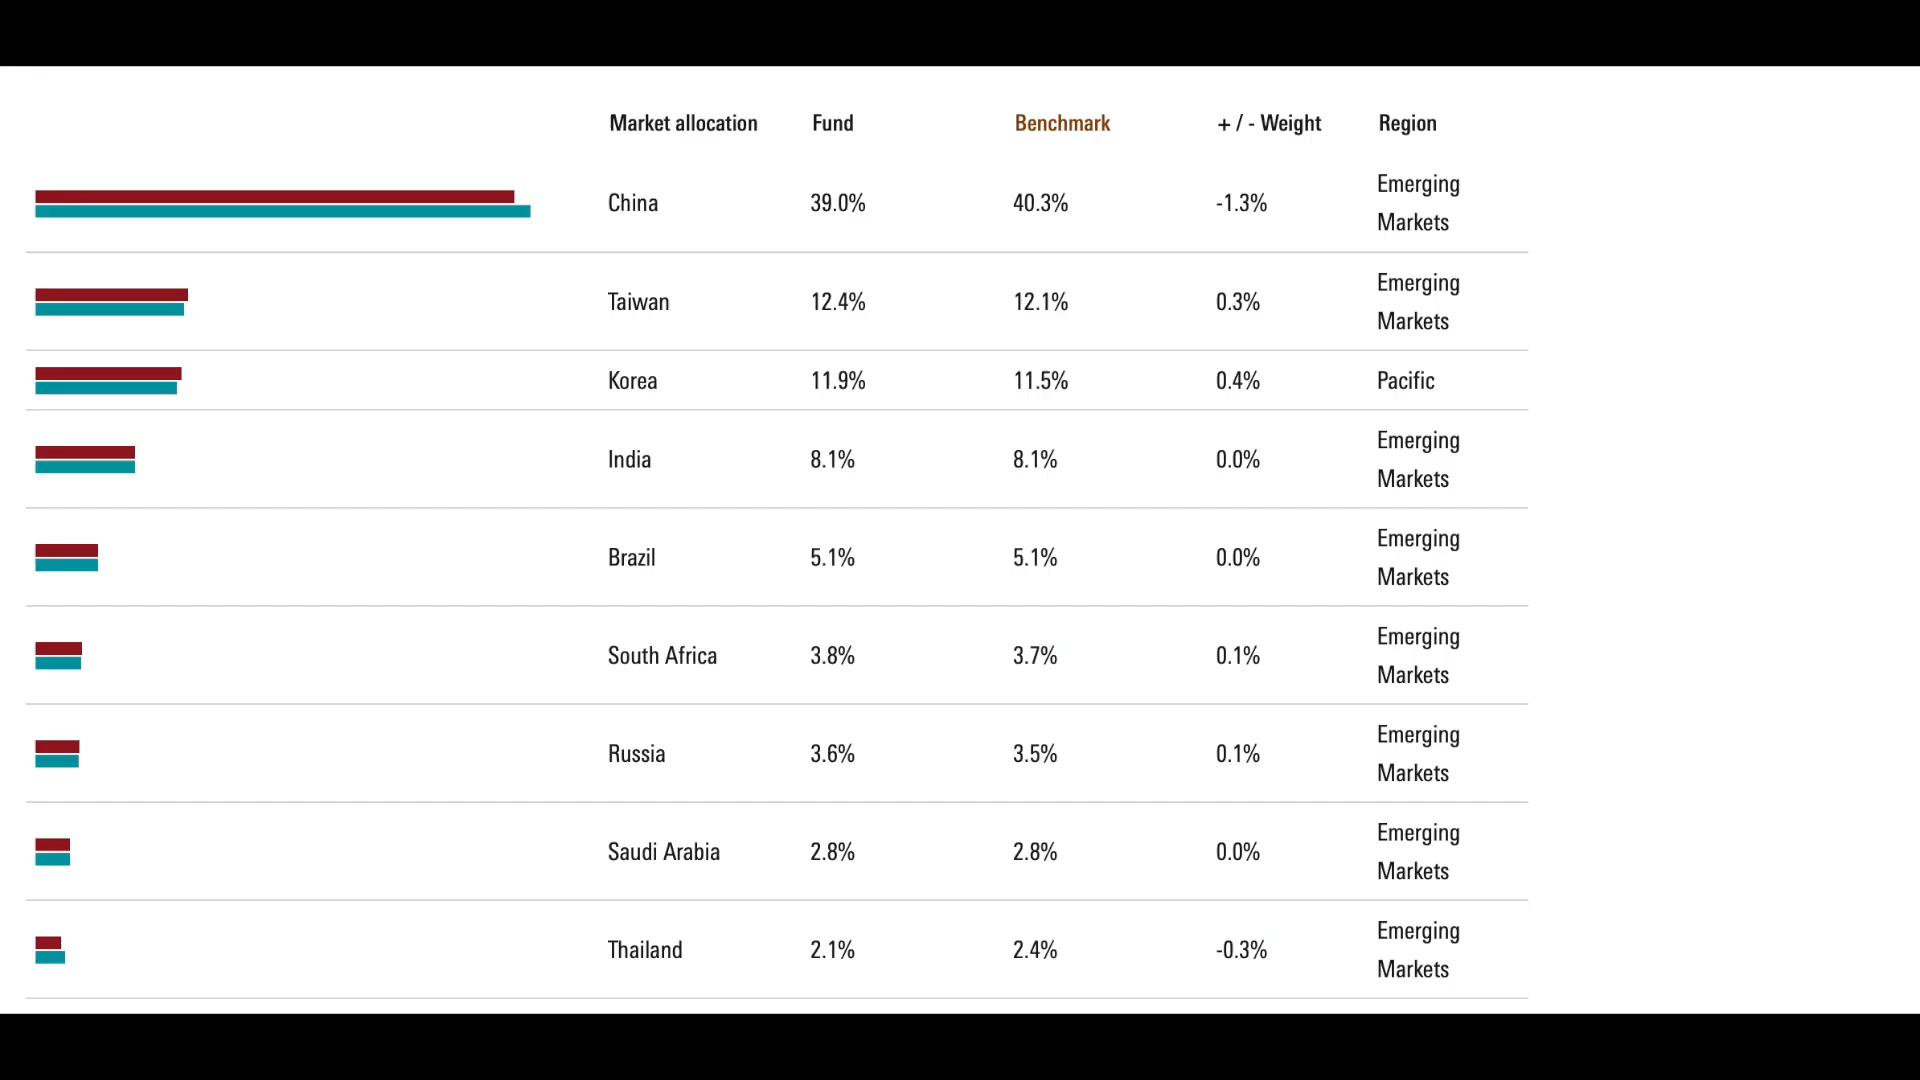 Market allocation Fund Benchmark + / - Weight Region
China 39.0% 40.3% -1.3% Emerging
Markets
Taiwan 12.4% 12.1% 0.3% Emerging
Markets
Korea 11.9% 11.5% 0.4% Pacific
India 8.1% 8.1% 0.0% Emerging
Markets
Brazil 5.1% 5.1% 0.0% Emerging
Markets
South Africa 3.8% 3.7% 0.1% Emerging
Markets
Russia 3.6% 3.5% 0.1% Emerging
Markets
Saudi Arabia 2.8% 2.8% 0.0% Emerging
Markets
Thailand 2.1% 2.4% -0.3% Emerging
Markets